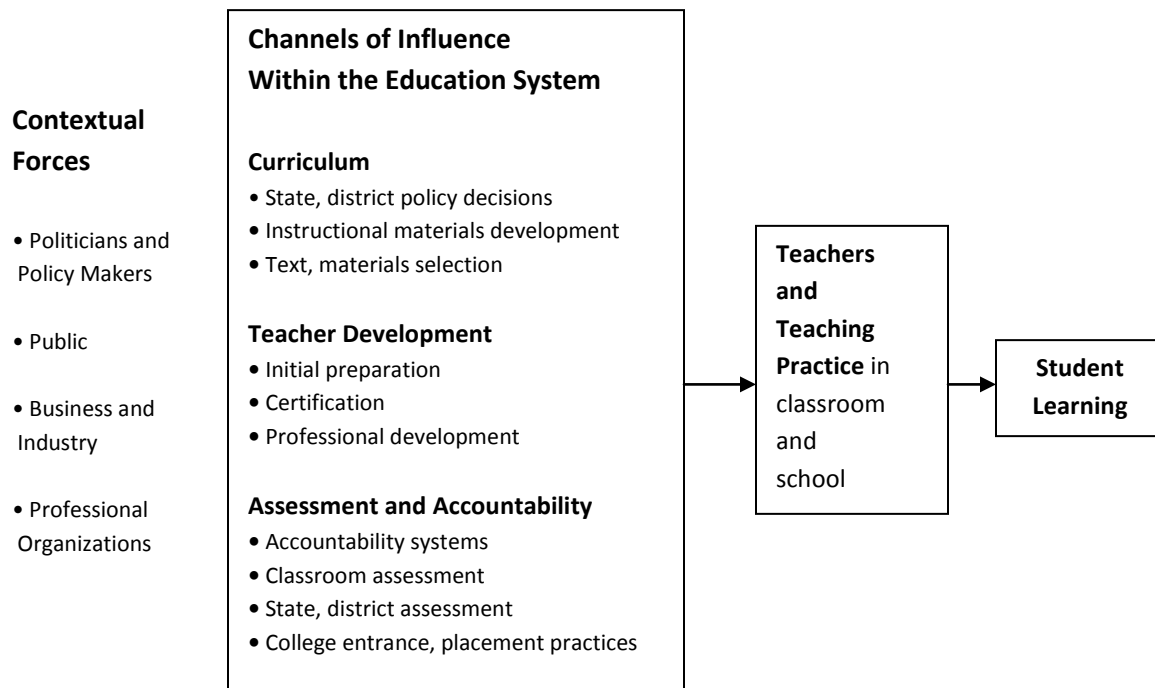 Contextual
Forces
• Politicians and
Policy Makers
• Public
• Business and
Industry
• Professional
Organizations
Channels of Influence
Within the Education System
Curriculum
• State, district policy decisions
• Instructional materials development
• Text, materials selection
Teacher Development
• Initial preparation
• Certification
• Professional development
Assessment and Accountability
• Accountability systems
• Classroom assessment
• State, district assessment
• College entrance, placement practices
Teachers
and
Teaching
Practice in
classroom
and
school
Student
Learning